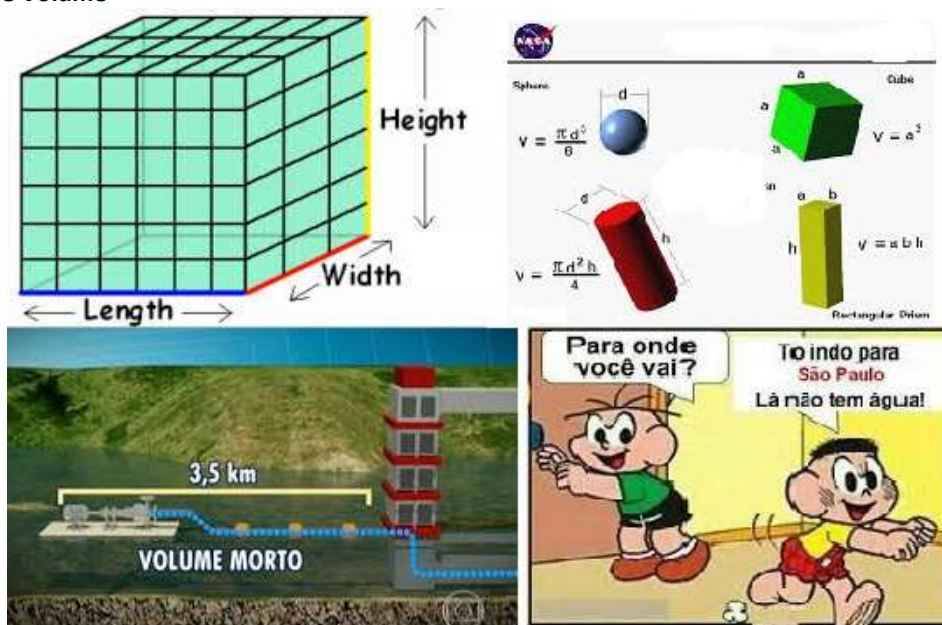 Height
Width
Length
NASA
Sphere
d
V = πd³/6
Cube
a
a
a
V = a³
d
h
V = πd²h/4
a b
h
V = a b h
Rectangular Prism
3,5 km
VOLUME MORTO
Para onde
você vai?
To indo para
São Paulo
Lá não tem água!